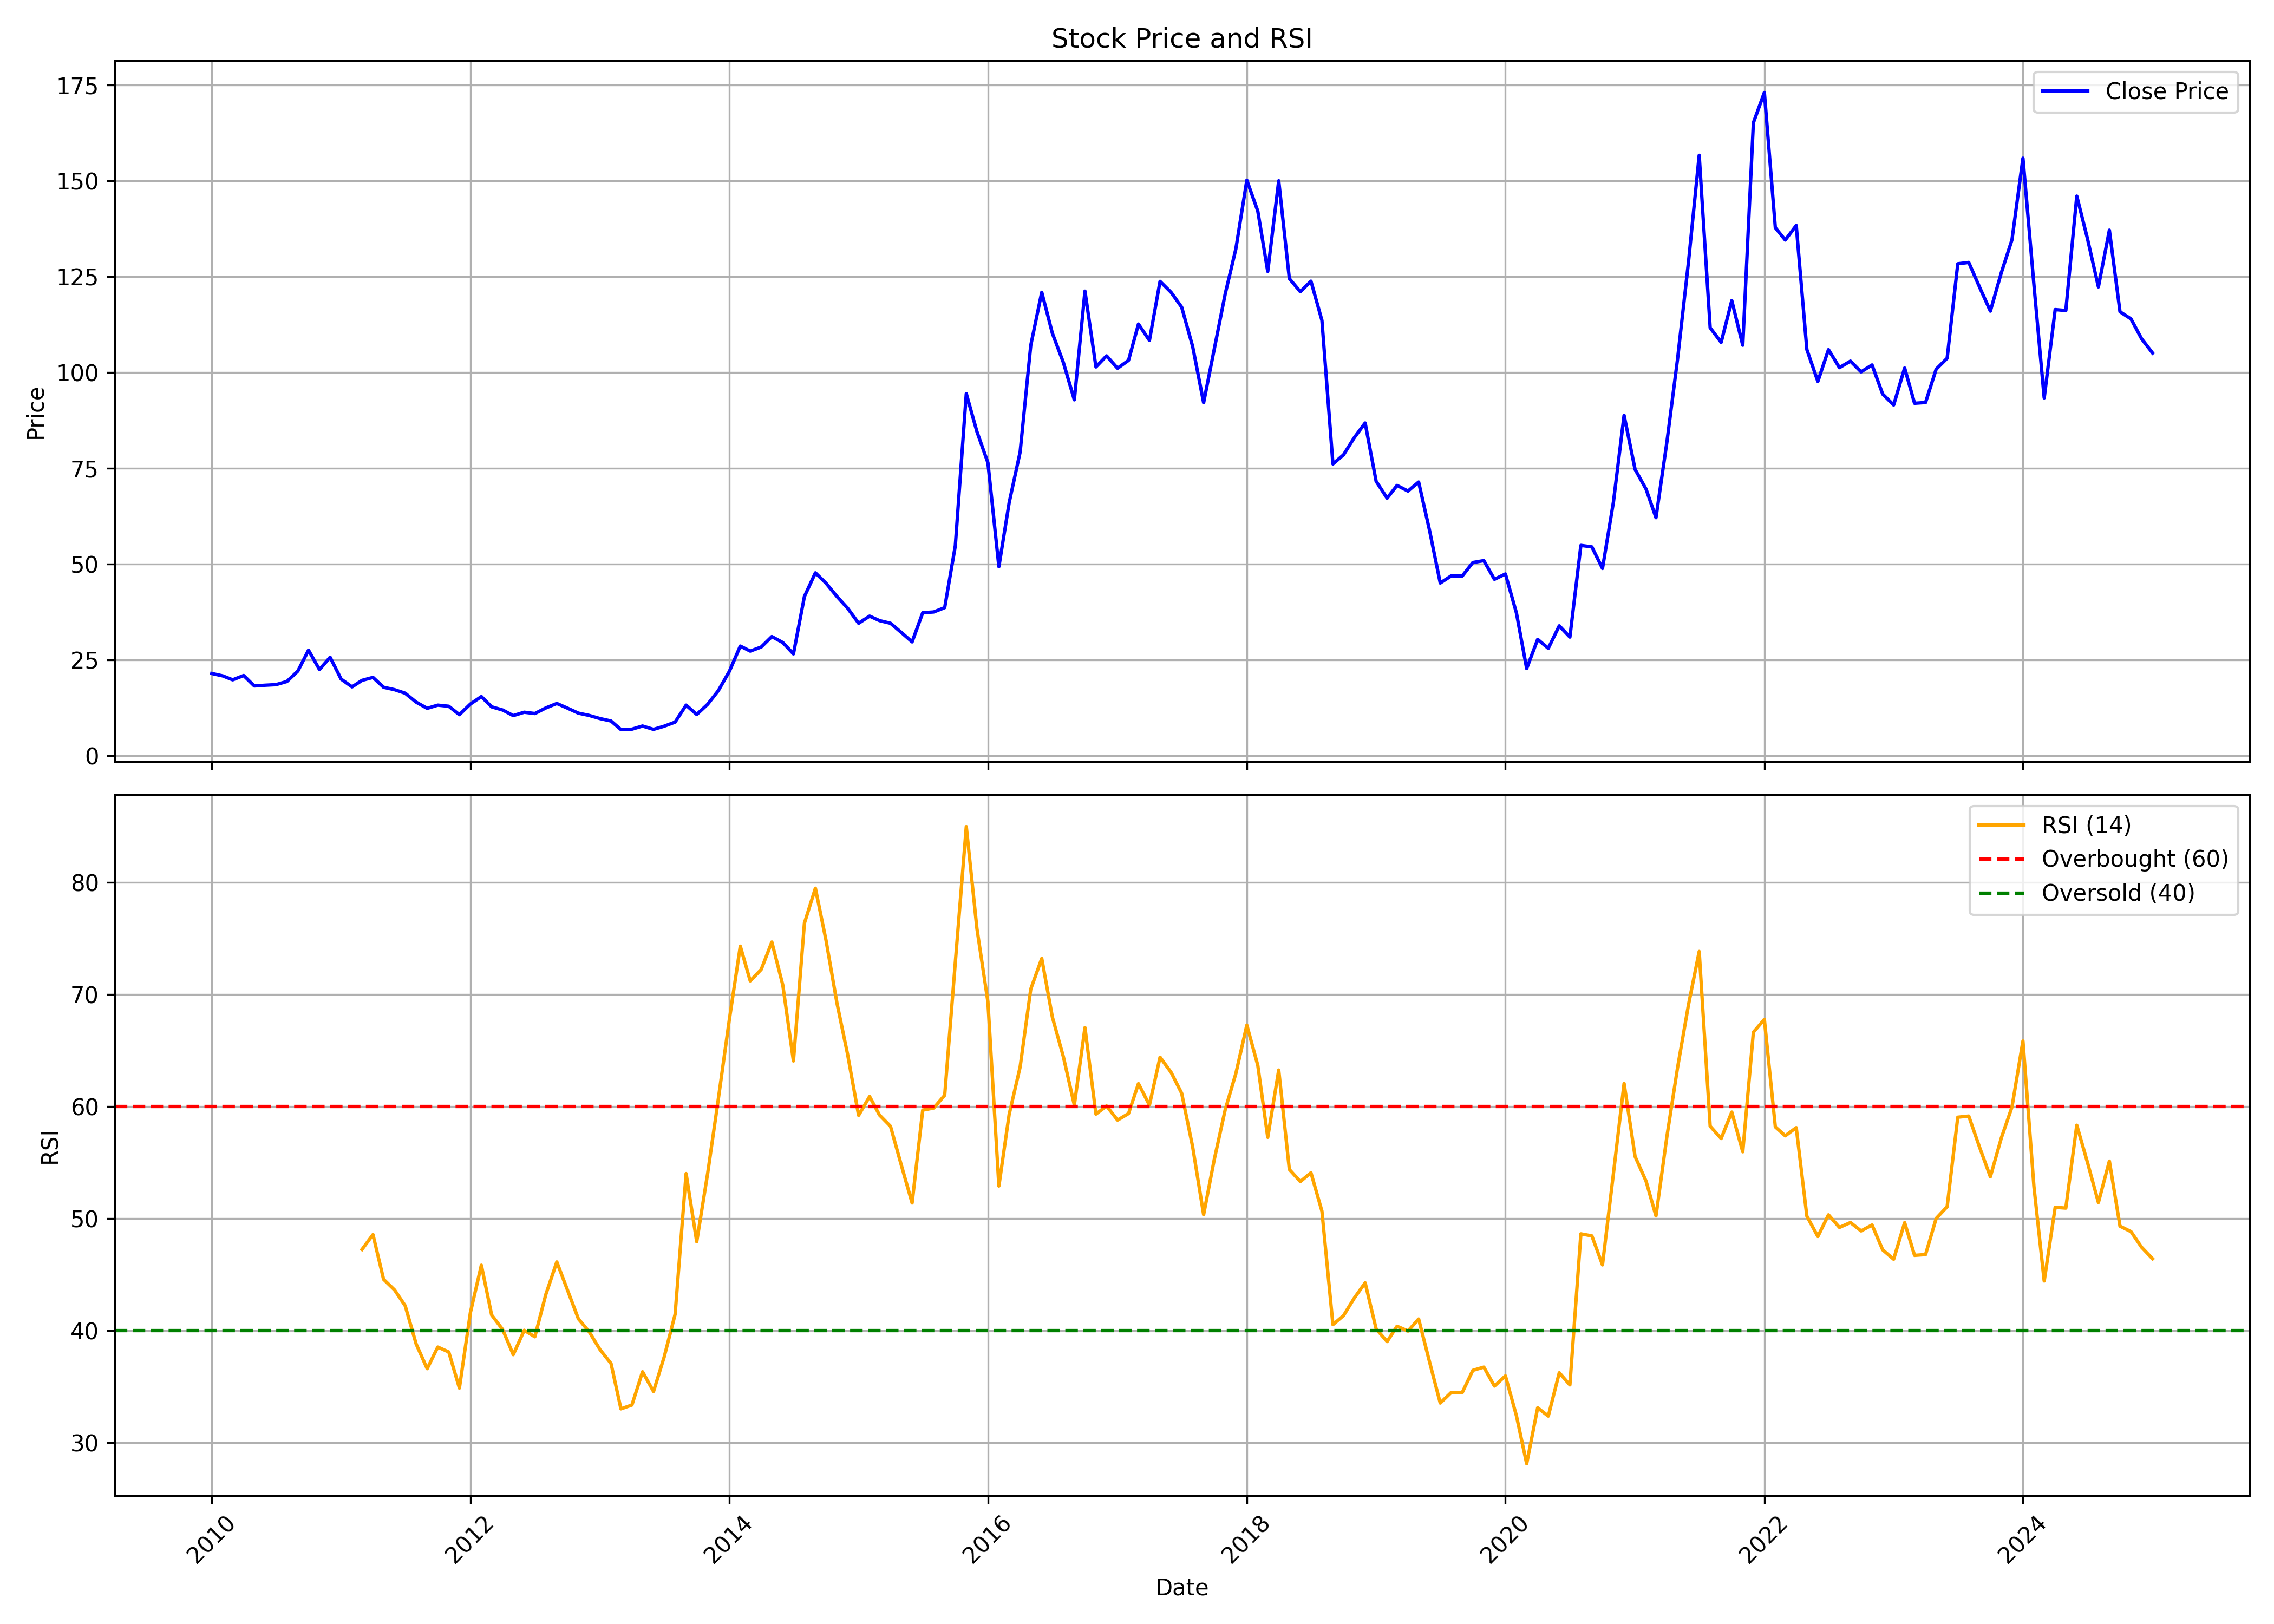 Stock Price and RSI
Close Price
175
150
125
100
75
50
25
0
Price
RSI (14)
Overbought (60)
Oversold (40)
80
70
60
50
40
30
RSI
2010
2012
2014
2016
2018
2020
2022
2024
Date